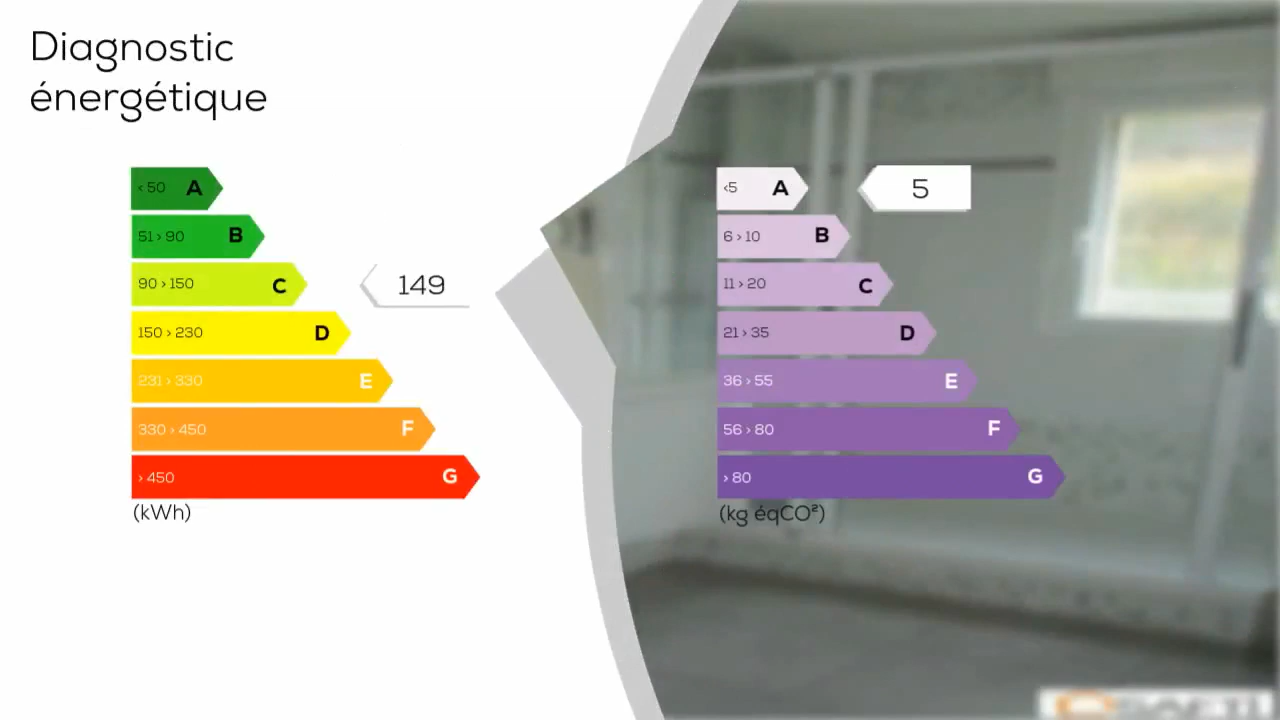 Diagnostic
énergétique
< 50 A
51 > 90 B
90 > 150 C
149
150 > 230 D
231 > 330 E
330 > 450 F
> 450 G
(kWh)
<5 A
5
6 > 10 B
11 > 20 C
21 > 35 D
36 > 55 E
56 > 80 F
> 80 G
(kg éqCO²)